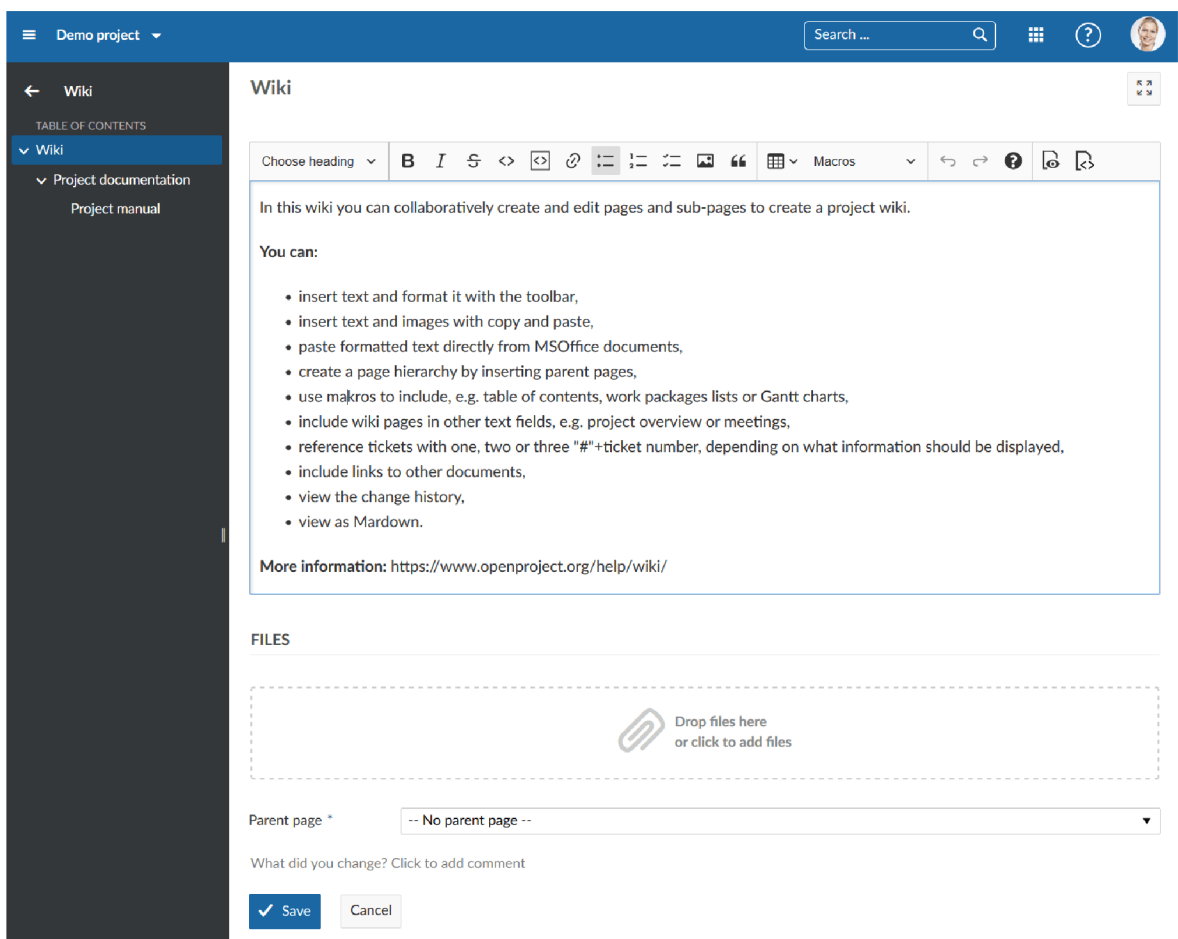 Demo project
Search ...
Wiki
TABLE OF CONTENTS
Wiki
Project documentation
Project manual
Wiki
Choose heading
Macros
In this wiki you can collaboratively create and edit pages and sub-pages to create a project wiki.
You can:
• insert text and format it with the toolbar,
• insert text and images with copy and paste,
• paste formatted text directly from MSOffice documents,
• create a page hierarchy by inserting parent pages,
• use makros to include, e.g. table of contents, work packages lists or Gantt charts,
• include wiki pages in other text fields, e.g. project overview or meetings,
• reference tickets with one, two or three "#"+ticket number, depending on what information should be displayed,
• include links to other documents,
• view the change history,
• view as Mardown.
More information: https://www.openproject.org/help/wiki/
FILES
Drop files here
or click to add files
Parent page *
-- No parent page --
What did you change? Click to add comment
Save
Cancel